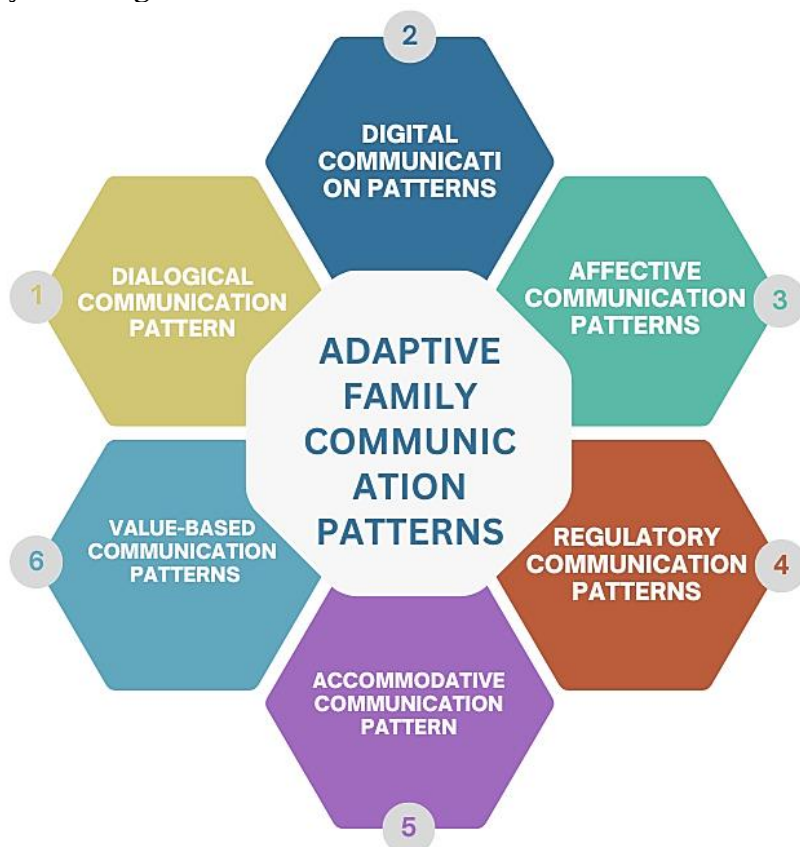 2
DIGITAL
COMMUNICATI
ON PATTERNS
1
DIALOGICAL
COMMUNICATION
PATTERN
AFFECTIVE
COMMUNICATION
PATTERNS
3
ADAPTIVE
FAMILY
COMMUNIC
ATION
PATTERNS
6
VALUE-BASED
COMMUNICATION
PATTERNS
REGULATORY
COMMUNICATION
PATTERNS
4
ACCOMMODATIVE
COMMUNICATION
PATTERN
5